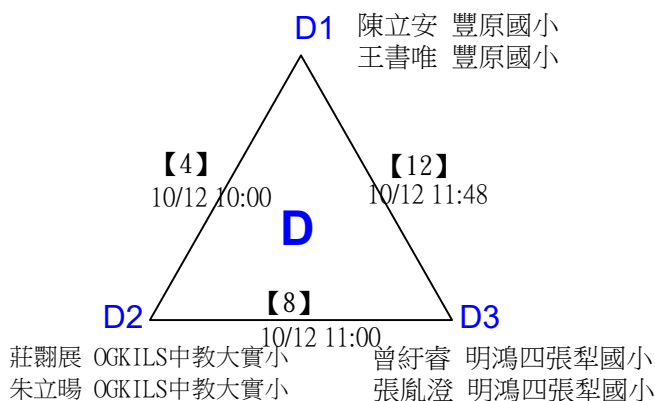 D1
陳立安 豐原國小
王書唯 豐原國小
【4】
10/12 10:00
【12】
10/12 11:48
D
D2
【8】
10/12 11:00
D3
莊翾展 OGKILS中教大實小
朱立暘 OGKILS中教大實小
曾紆睿 明鴻四張犁國小
張胤澄 明鴻四張犁國小